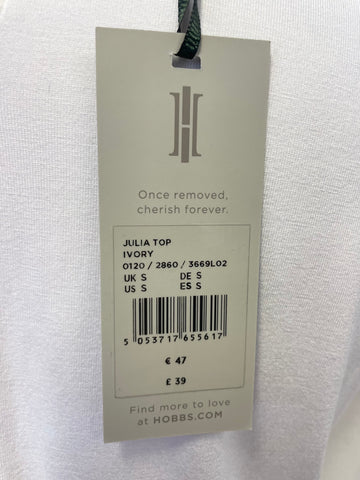 Once removed,
cherish forever.
JULIA TOP
IVORY
0120 / 2860 / 3669L02
UK S DE S
US S ES S
5 053717 655617
€ 47
£ 39
Find more to love
at HOBBS.COM